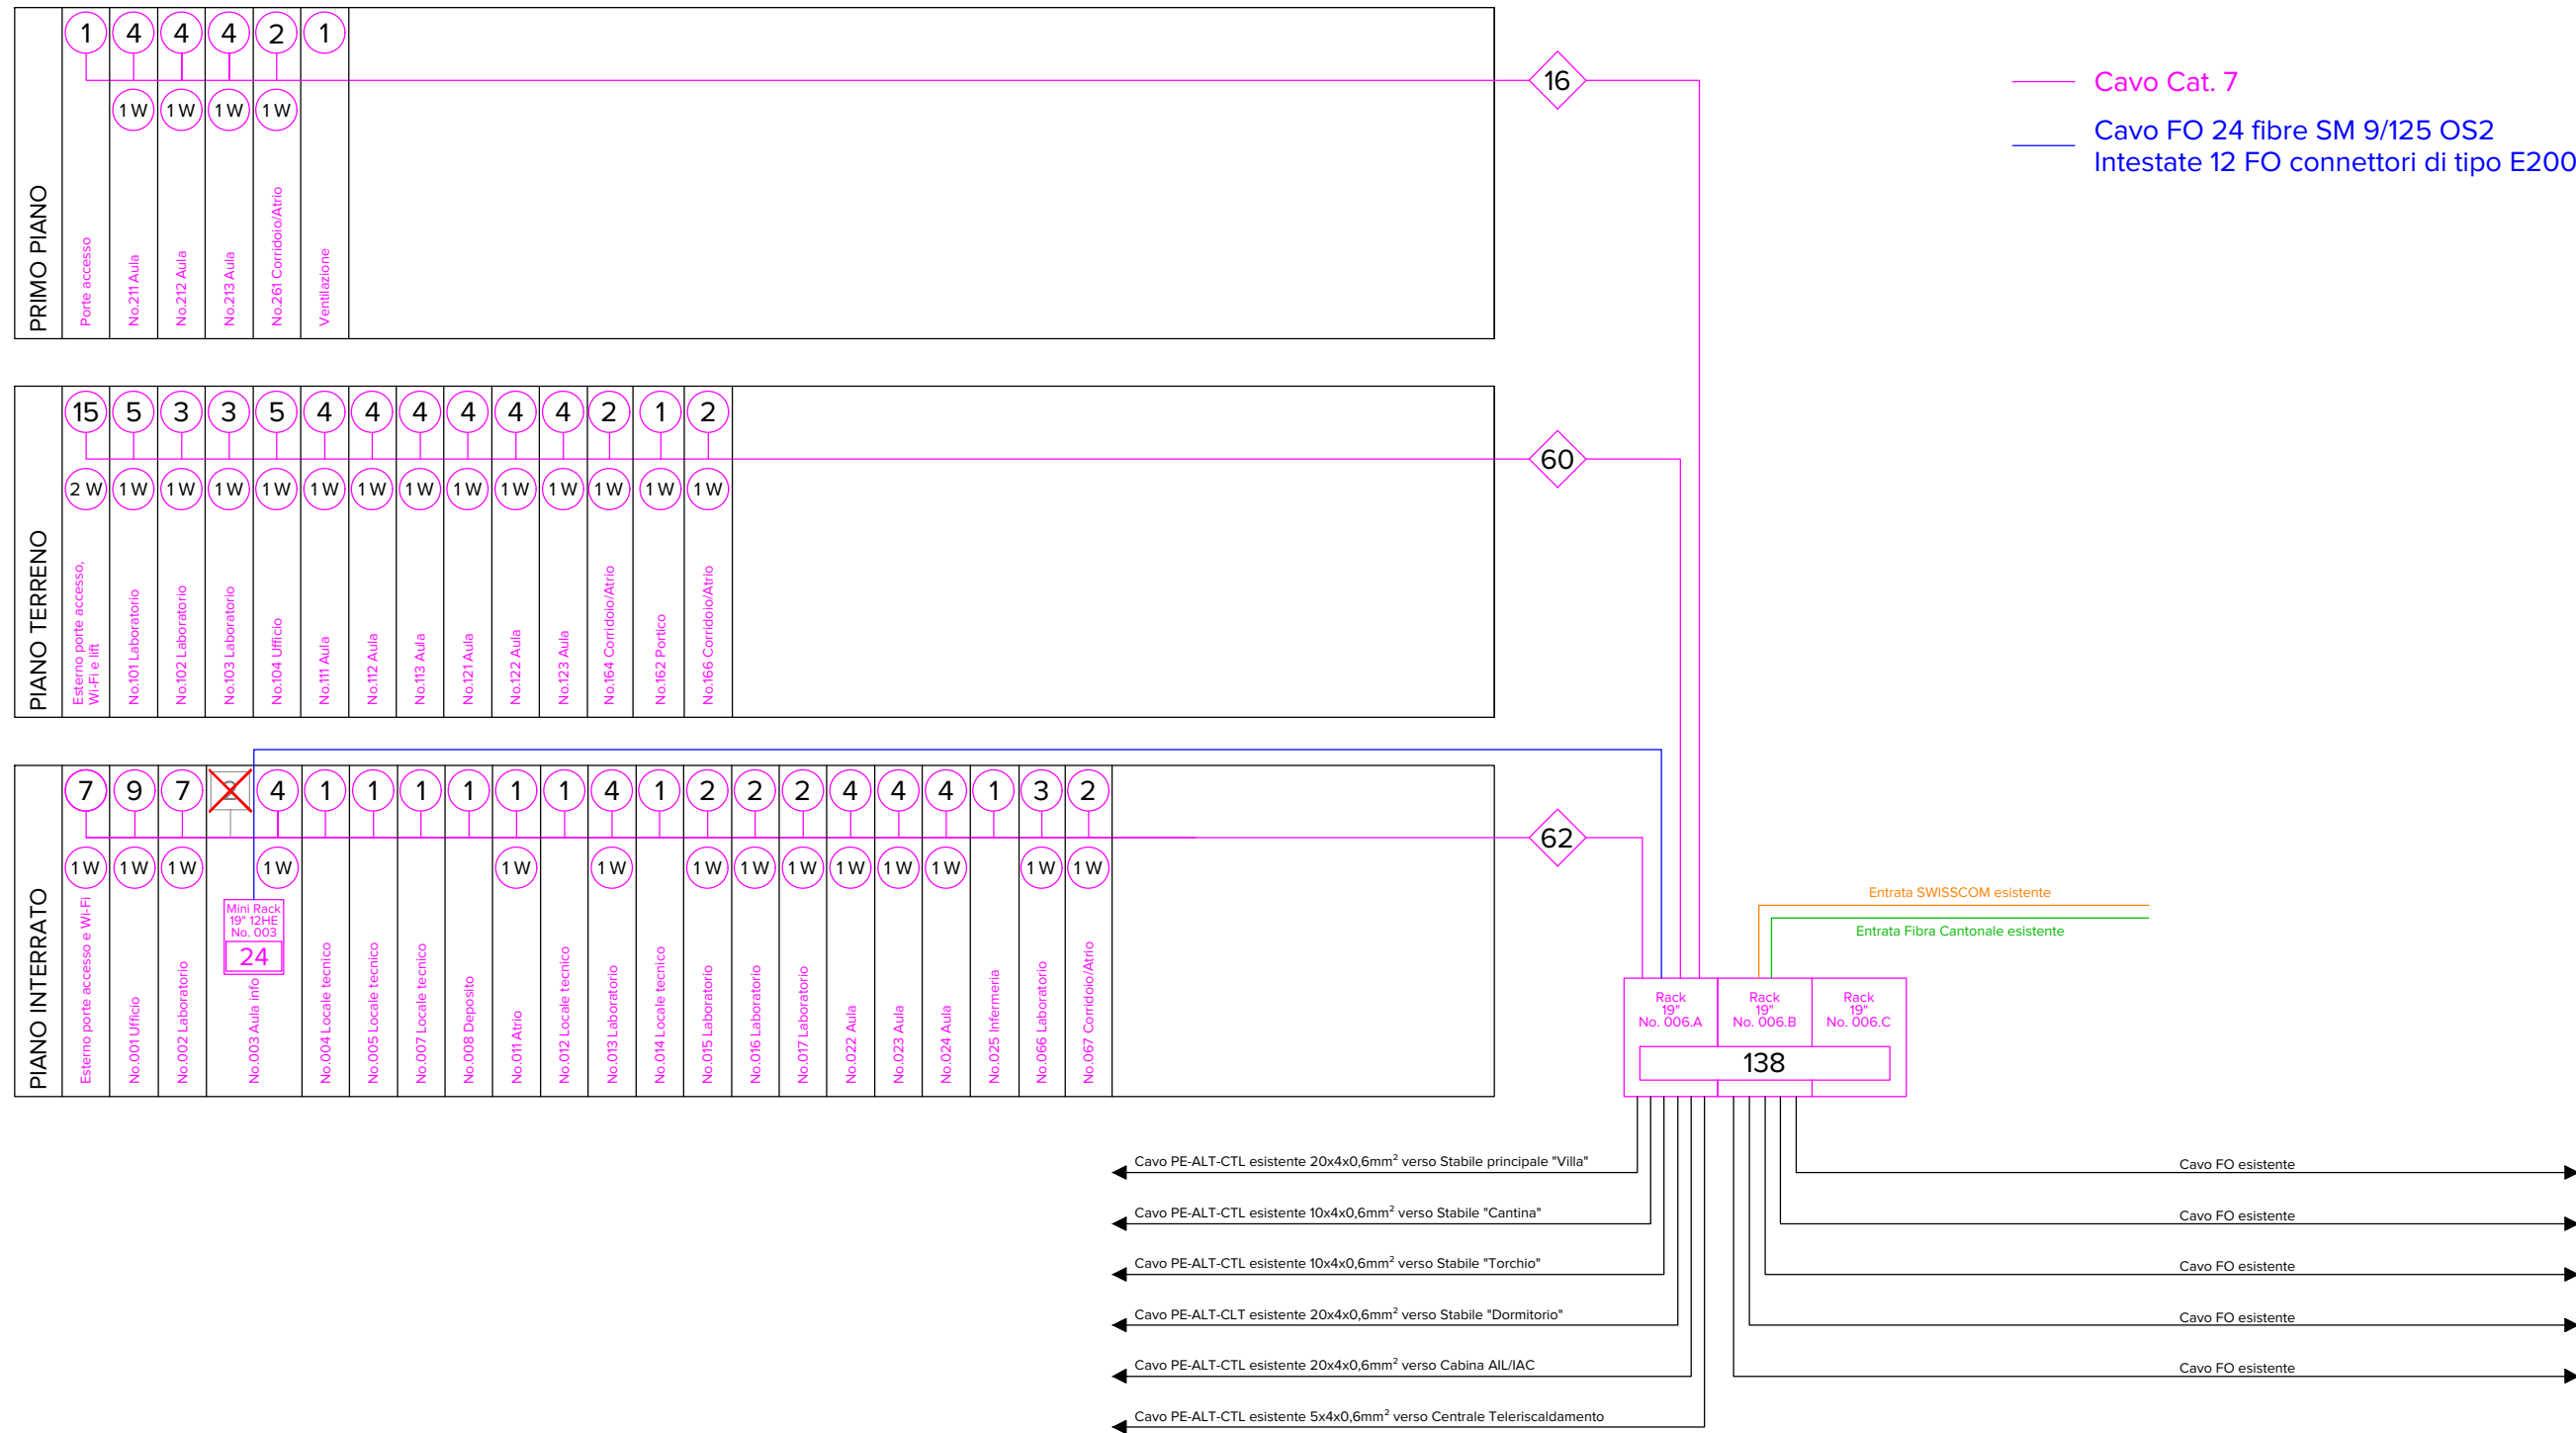 PRIMO PIANO
1 4 4 4 2 1
1 W 1 W 1 W 1 W
Porte accesso
No.211 Aula
No.212 Aula
No.213 Aula
No.261 Corridoio/Atrio
Ventilazione
16
Cavo Cat. 7
Cavo FO 24 fibre SM 9/125 OS2
Intestate 12 FO connettori di tipo E200
PIANO TERRENO
15 5 3 3 5 4 4 4 4 4 4 2 1 2
2 W 1 W 1 W 1 W 1 W 1 W 1 W 1 W 1 W 1 W 1 W 1 W 1 W 1 W
Esterno porte accesso,
Wi-Fi e lift
No.101 Laboratorio
No.102 Laboratorio
No.103 Laboratorio
No.104 Ufficio
No.111 Aula
No.112 Aula
No.113 Aula
No.121 Aula
No.122 Aula
No.123 Aula
No.164 Corridoio/Atrio
No.162 Portico
No.166 Corridoio/Atrio
60
PIANO INTERRATO
7 9 7 4 1 1 1 1 1 1 4 1 2 2 2 4 4 4 1 3 2
1 W 1 W 1 W 1 W 1 W 1 W 1 W 1 W 1 W 1 W 1 W 1 W 1 W 1 W
Esterno porte accesso e Wi-Fi
No.001 Ufficio
No.002 Laboratorio
Mini Rack
19" 12HE
No. 003
24
No.003 Aula info
No.004 Locale tecnico
No.005 Locale tecnico
No.007 Locale tecnico
No.008 Deposito
No.011 Atrio
No.012 Locale tecnico
No.013 Laboratorio
No.014 Locale tecnico
No.015 Laboratorio
No.016 Laboratorio
No.017 Laboratorio
No.022 Aula
No.023 Aula
No.024 Aula
No.025 Infermeria
No.066 Laboratorio
No.067 Corridoio/Atrio
62
Entrata SWISSCOM esistente
Entrata Fibra Cantonale esistente
Rack
19"
No. 006.A
Rack
19"
No. 006.B
Rack
19"
No. 006.C
138
Cavo PE-ALT-CTL esistente 20x4x0,6mm² verso Stabile principale "Villa"
Cavo PE-ALT-CTL esistente 10x4x0,6mm² verso Stabile "Cantina"
Cavo PE-ALT-CTL esistente 10x4x0,6mm² verso Stabile "Torchio"
Cavo PE-ALT-CLT esistente 20x4x0,6mm² verso Stabile "Dormitorio"
Cavo PE-ALT-CTL esistente 20x4x0,6mm² verso Cabina AIL/IAC
Cavo PE-ALT-CTL esistente 5x4x0,6mm² verso Centrale Teleriscaldamento
Cavo FO esistente
Cavo FO esistente
Cavo FO esistente
Cavo FO esistente
Cavo FO esistente